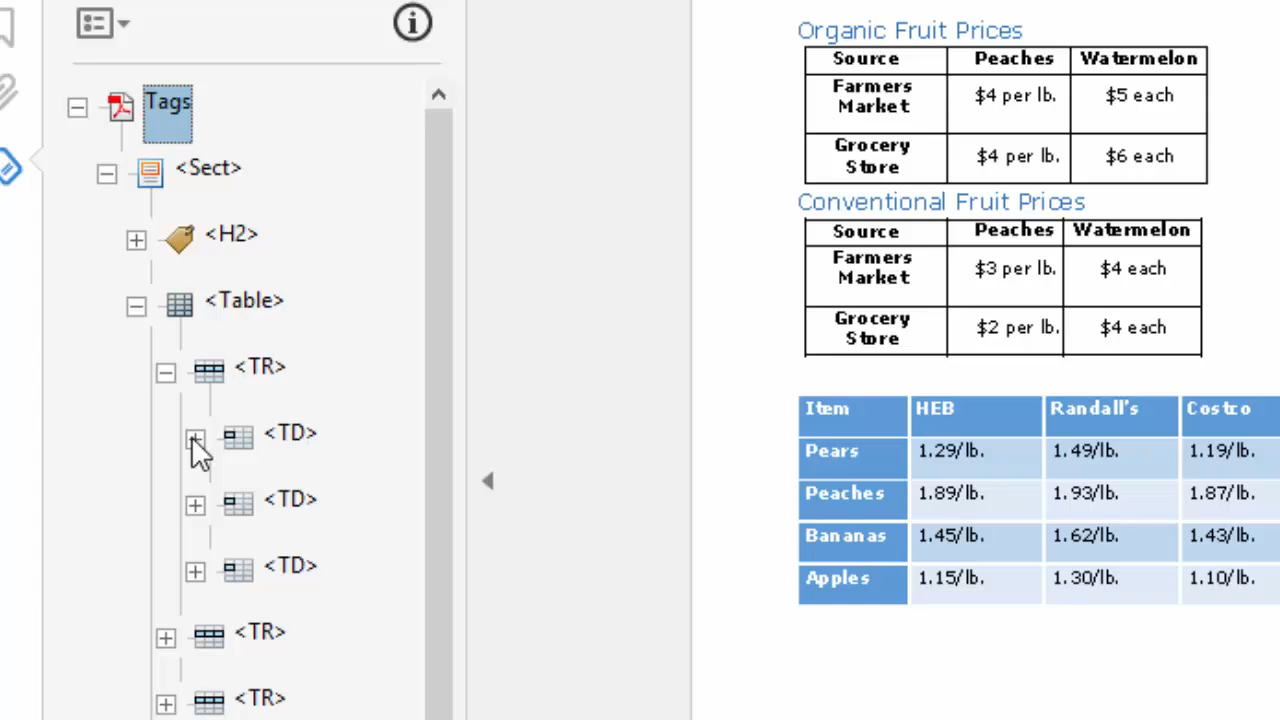 Tags
<Sect>
<H2>
<Table>
<TR>
<TD>
<TD>
<TD>
<TR>
<TR>
Organic Fruit Prices
Source Peaches Watermelon
Farmers Market $4 per lb. $5 each
Grocery Store $4 per lb. $6 each
Conventional Fruit Prices
Source Peaches Watermelon
Farmers Market $3 per lb. $4 each
Grocery Store $2 per lb. $4 each
Item HEB Randall's Costco
Pears 1.29/lb. 1.49/lb. 1.19/lb.
Peaches 1.89/lb. 1.93/lb. 1.87/lb.
Bananas 1.45/lb. 1.62/lb. 1.43/lb.
Apples 1.15/lb. 1.30/lb. 1.10/lb.